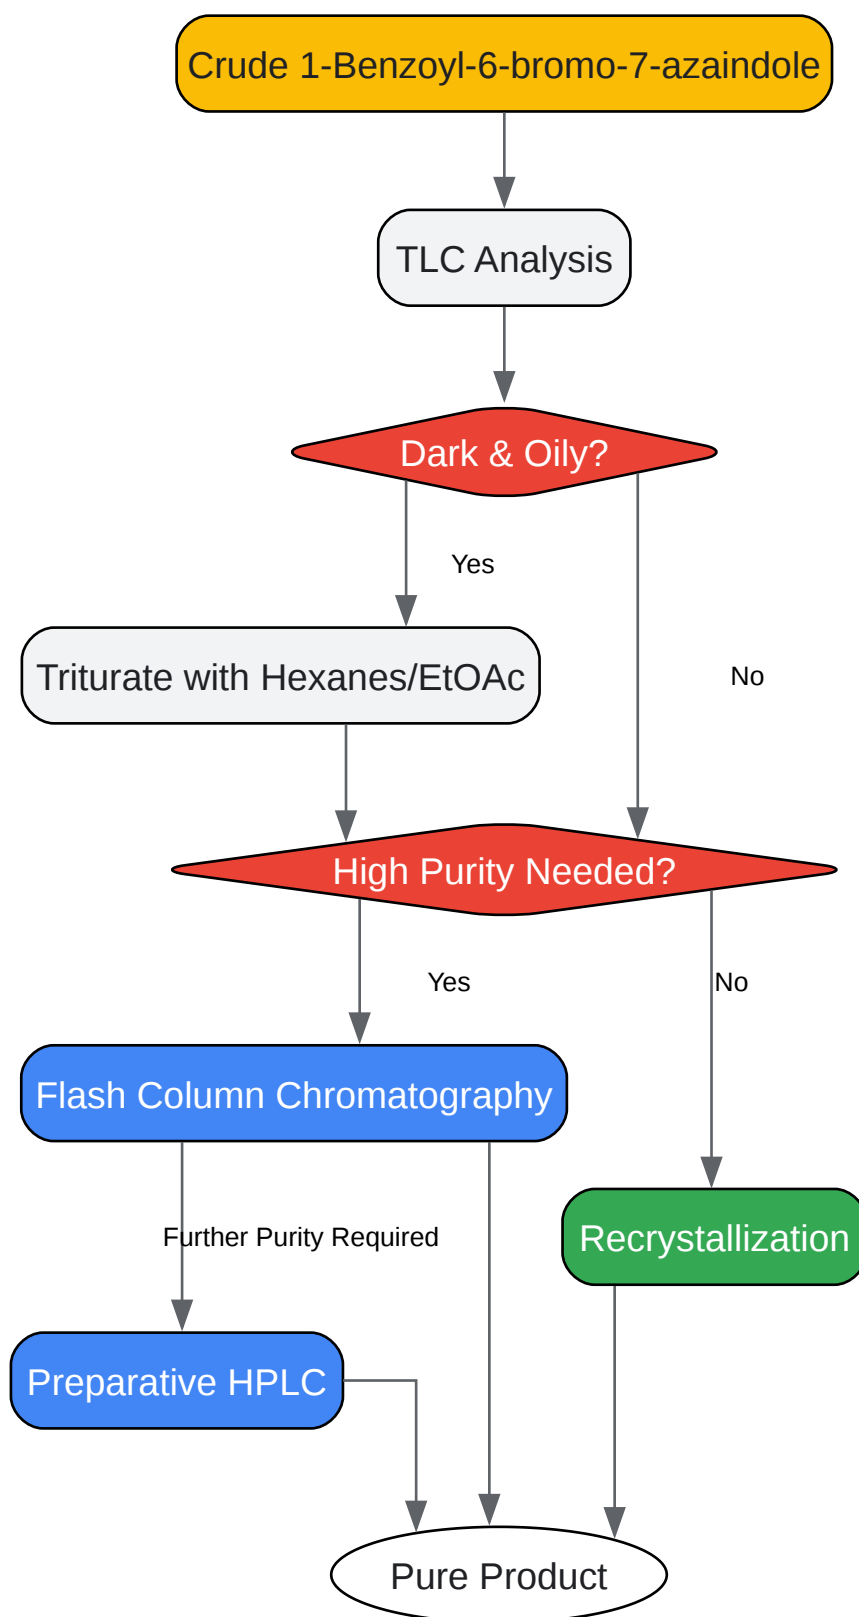 Crude 1-Benzoyl-6-bromo-7-azaindole
TLC Analysis
Dark & Oily?
Yes
Triturate with Hexanes/EtOAc
No
High Purity Needed?
Yes
No
Flash Column Chromatography
Further Purity Required
Recrystallization
Preparative HPLC
Pure Product